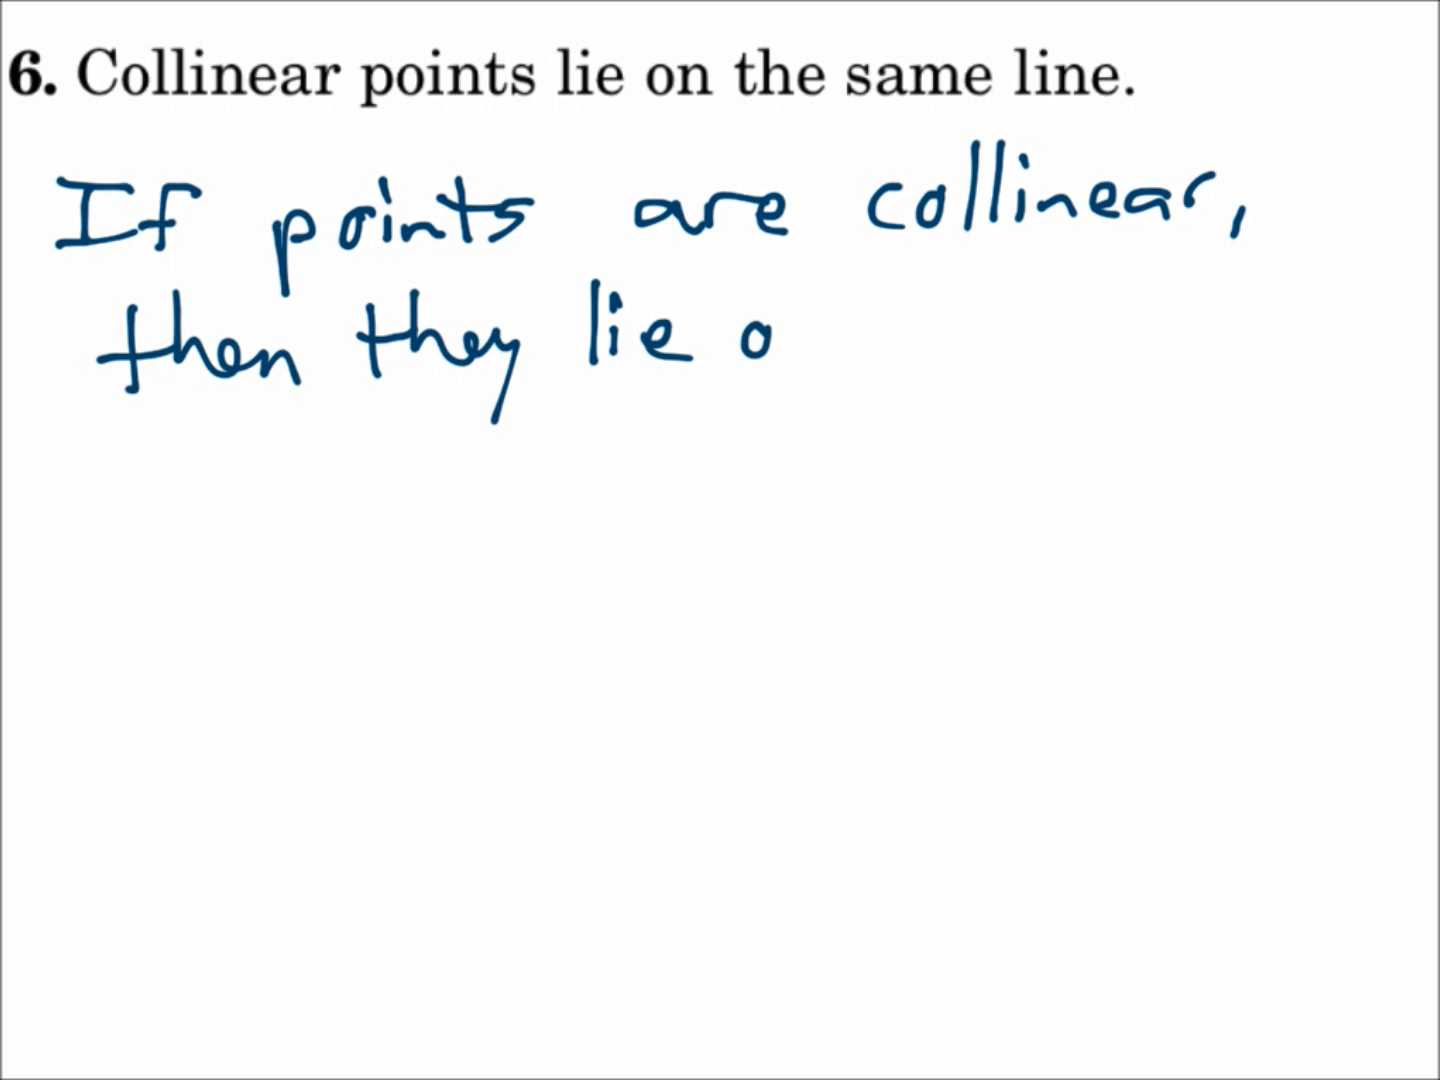 6. Collinear points lie on the same line.
If points are collinear,
then they lie o